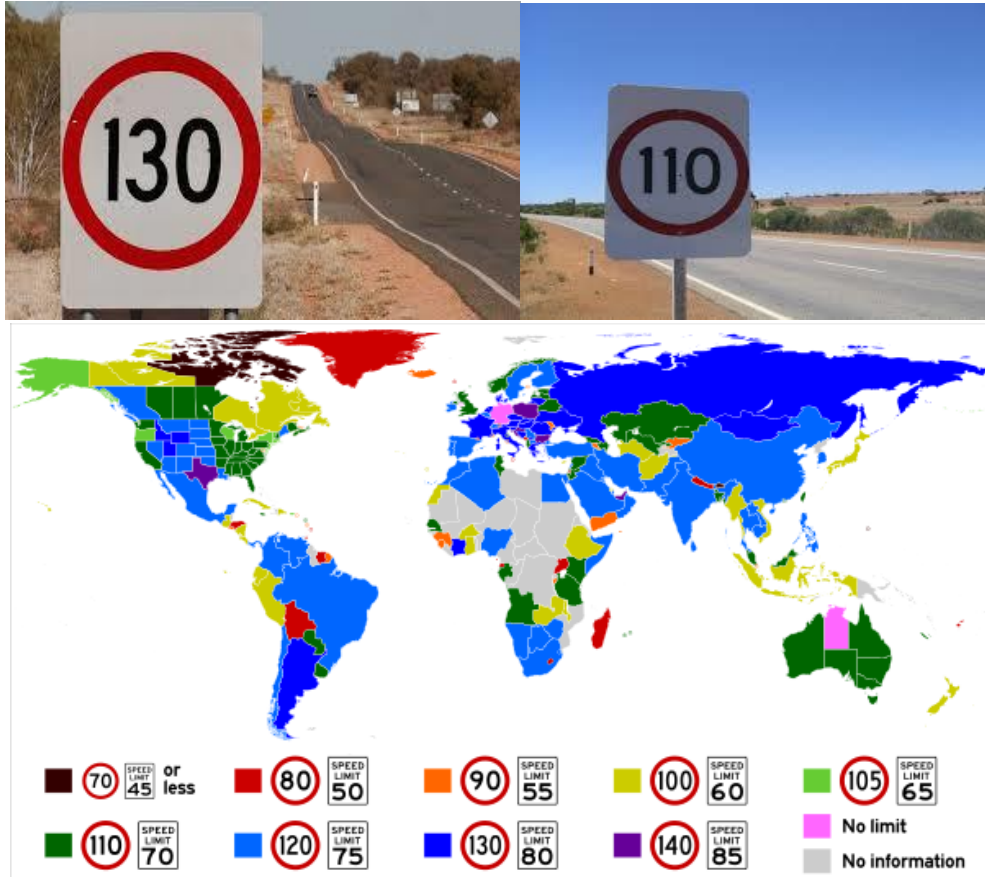 130
110
70
SPEED
LIMIT
45
or
less
80
SPEED
LIMIT
50
90
SPEED
LIMIT
55
100
SPEED
LIMIT
60
105
SPEED
LIMIT
65
110
SPEED
LIMIT
70
120
SPEED
LIMIT
75
130
SPEED
LIMIT
80
140
SPEED
LIMIT
85
No limit
No information